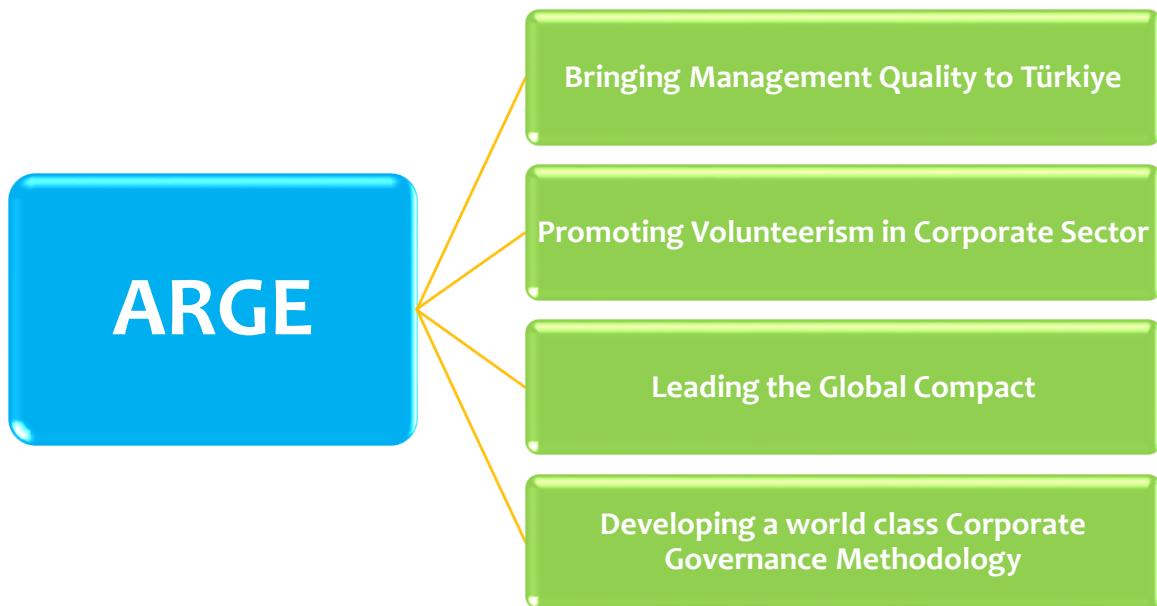 ARGE
Bringing Management Quality to Türkiye
Promoting Volunteerism in Corporate Sector
Leading the Global Compact
Developing a world class Corporate
Governance Methodology